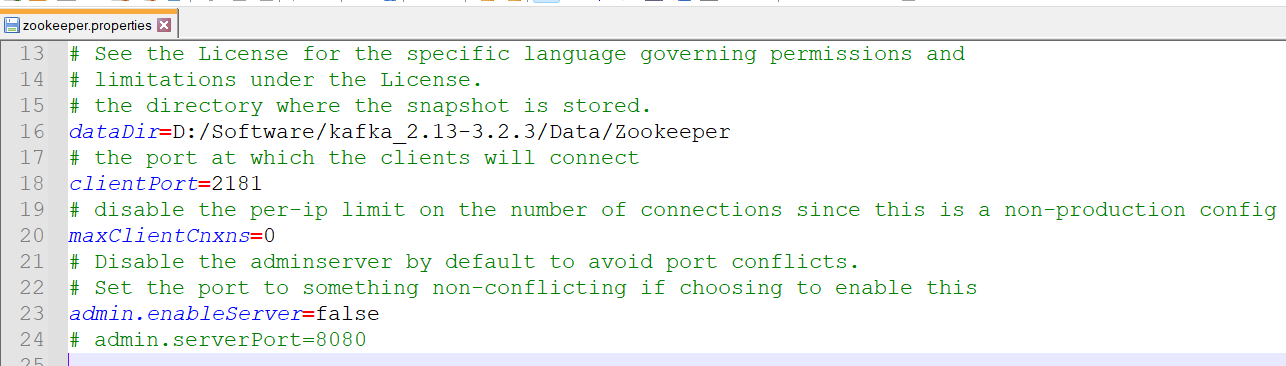 zookeeper.properties
13 # See the License for the specific language governing permissions and
14 # limitations under the License.
15 # the directory where the snapshot is stored.
16 dataDir=D:/Software/kafka_2.13-3.2.3/Data/Zookeeper
17 # the port at which the clients will connect
18 clientPort=2181
19 # disable the per-ip limit on the number of connections since this is a non-production config
20 maxClientCnxns=0
21 # Disable the adminserver by default to avoid port conflicts.
22 # Set the port to something non-conflicting if choosing to enable this
23 admin.enableServer=false
24 # admin.serverPort=8080
25